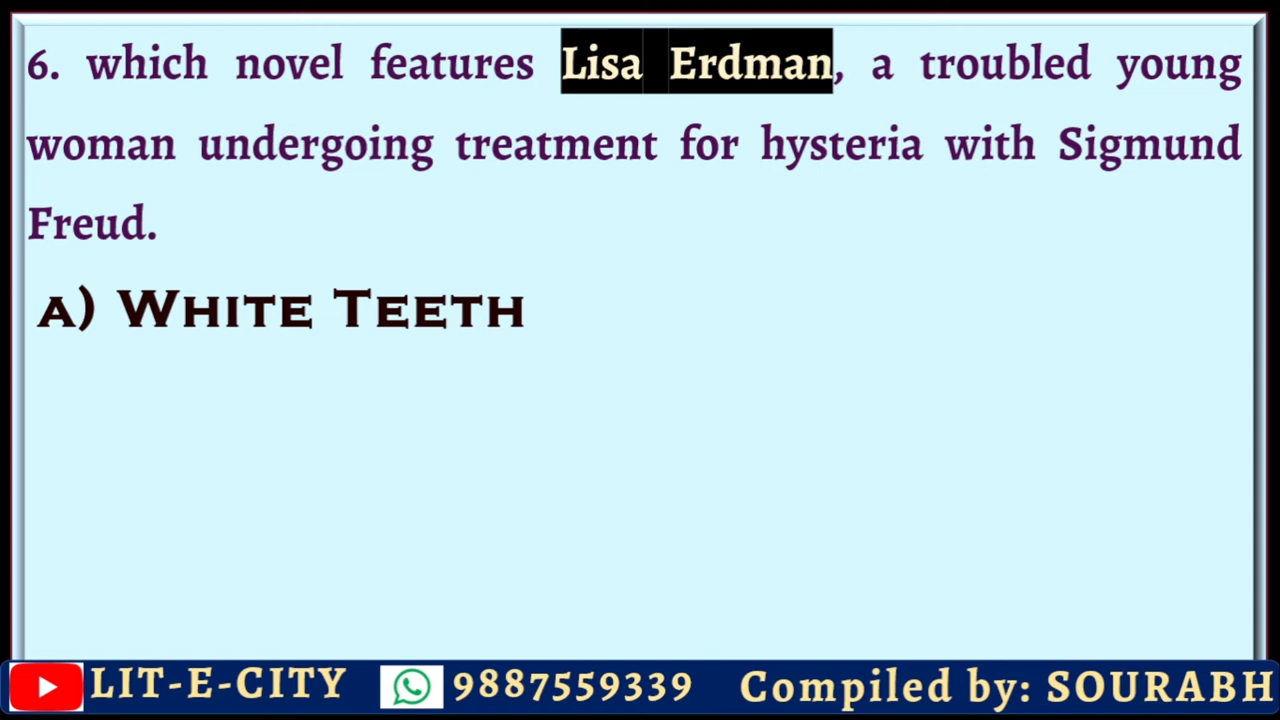 6. which novel features Lisa Erdman, a troubled young
woman undergoing treatment for hysteria with Sigmund
Freud.
A) WHITE TEETH
LIT-E-CITY 9887559339 Compiled by: SOURABH